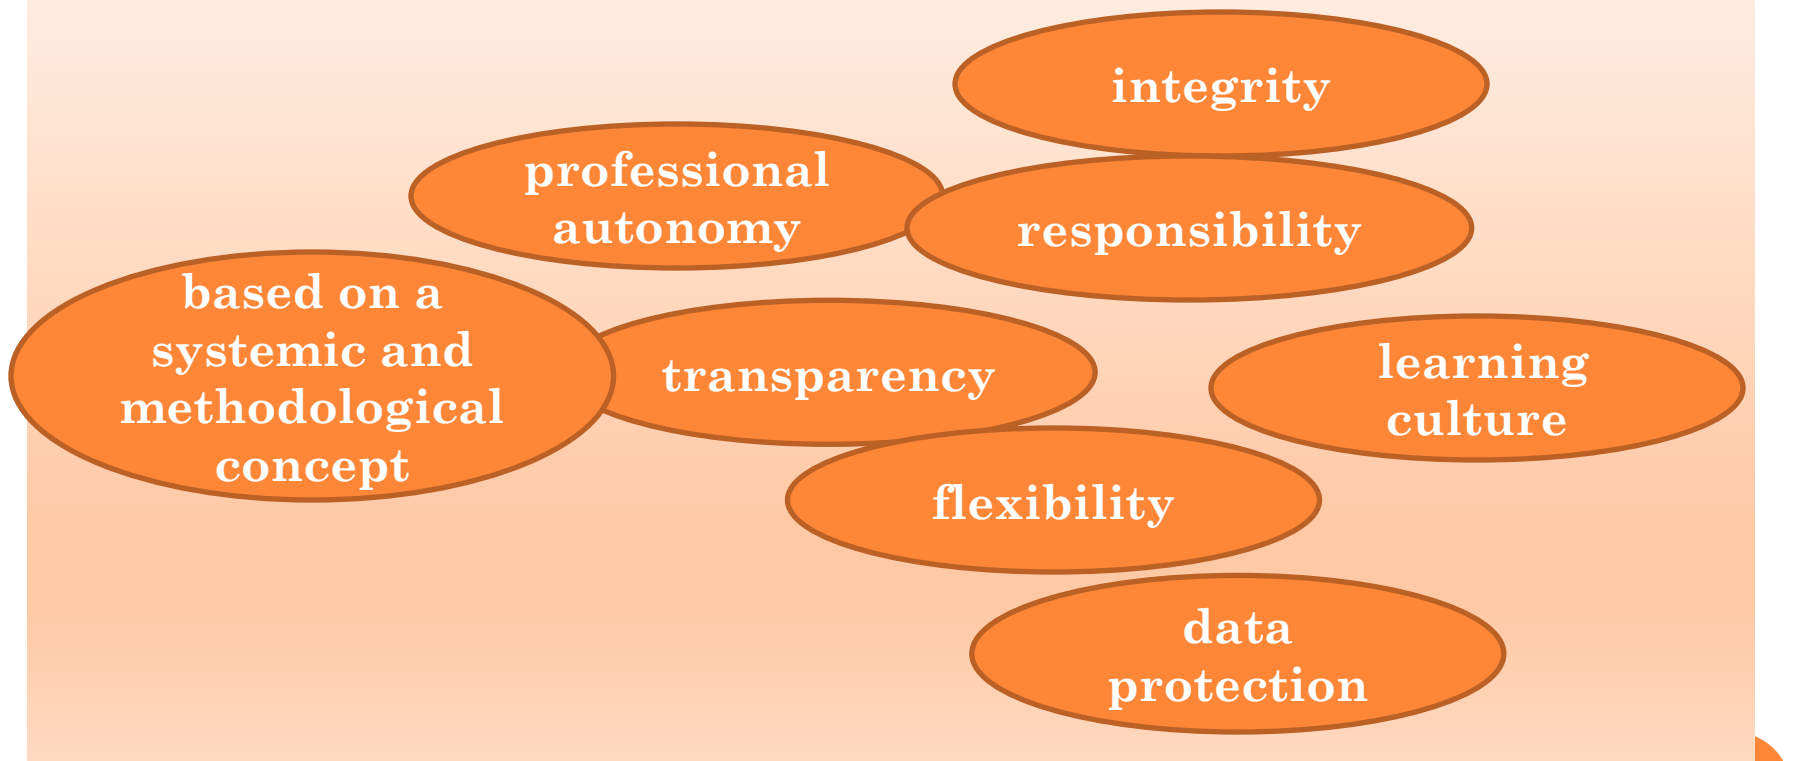 integrity
professional
autonomy
responsibility
based on a
systemic and
methodological
concept
transparency
learning
culture
flexibility
data
protection